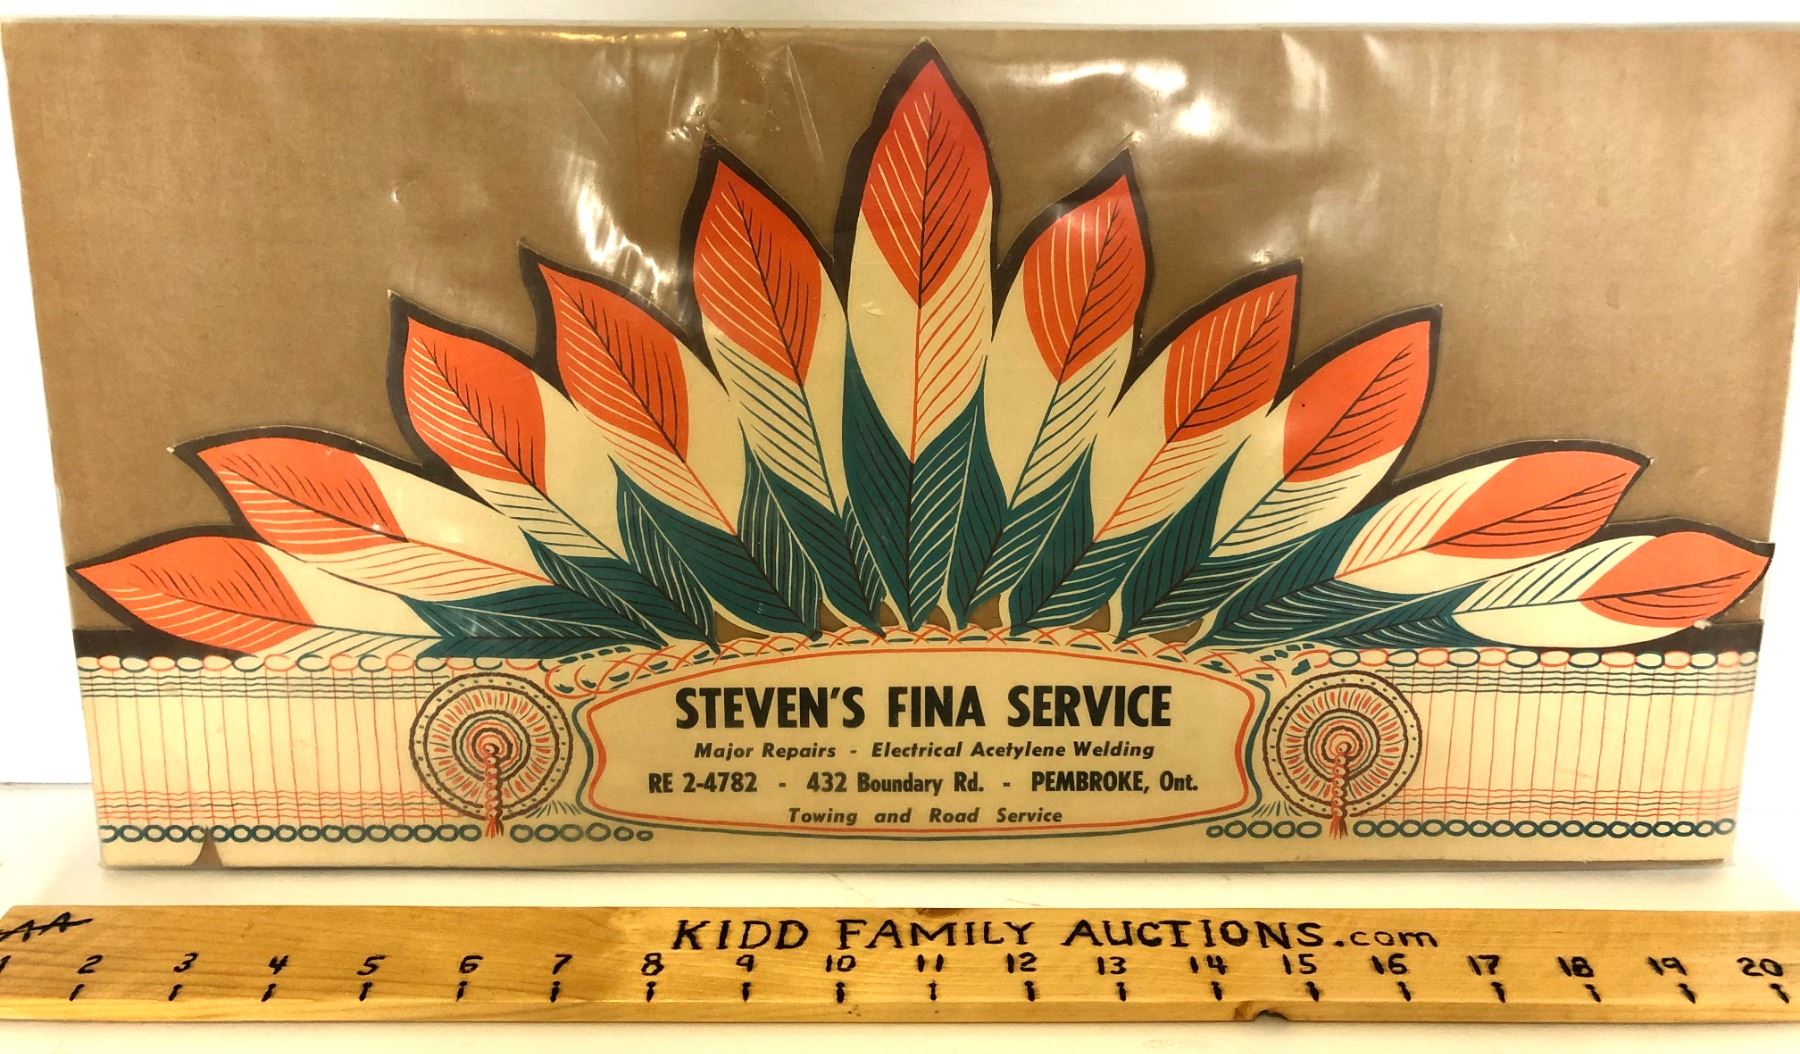 STEVEN'S FINA SERVICE
Major Repairs - Electrical Acetylene Welding
RE 2-4782 - 432 Boundary Rd. - PEMBROKE, Ont.
Towing and Road Service
KIDD FAMILY AUCTIONS.com
1 2 3 4 5 6 7 8 9 10 11 12 13 14 15 16 17 18 19 20